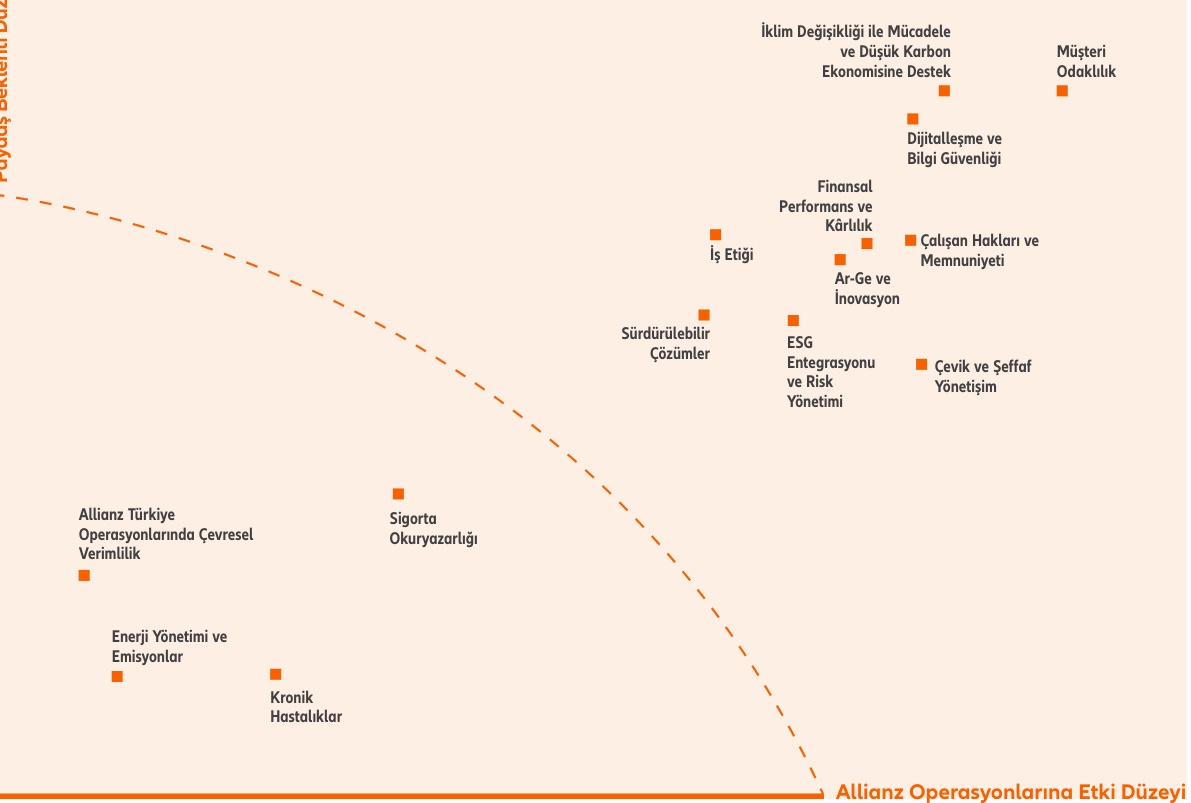 İklim Değişikliği ile Mücadele
ve Düşük Karbon
Ekonomisine Destek
Müşteri
Odaklılık
Dijitalleşme ve
Bilgi Güvenliği
Finansal
Performans ve
Kârlılık
Çalışan Hakları ve
Memnuniyeti
İş Etiği
Ar-Ge ve
İnovasyon
Sürdürülebilir
Çözümler
ESG
Entegrasyonu
ve Risk
Yönetimi
Çevik ve Şeffaf
Yönetişim
Sigorta
Okuryazarlığı
Allianz Türkiye
Operasyonlarında Çevresel
Verimlilik
Enerji Yönetimi ve
Emisyonlar
Kronik
Hastalıklar
Paydaş Beklenti
Allianz Operasyonlarına Etki Düzeyi